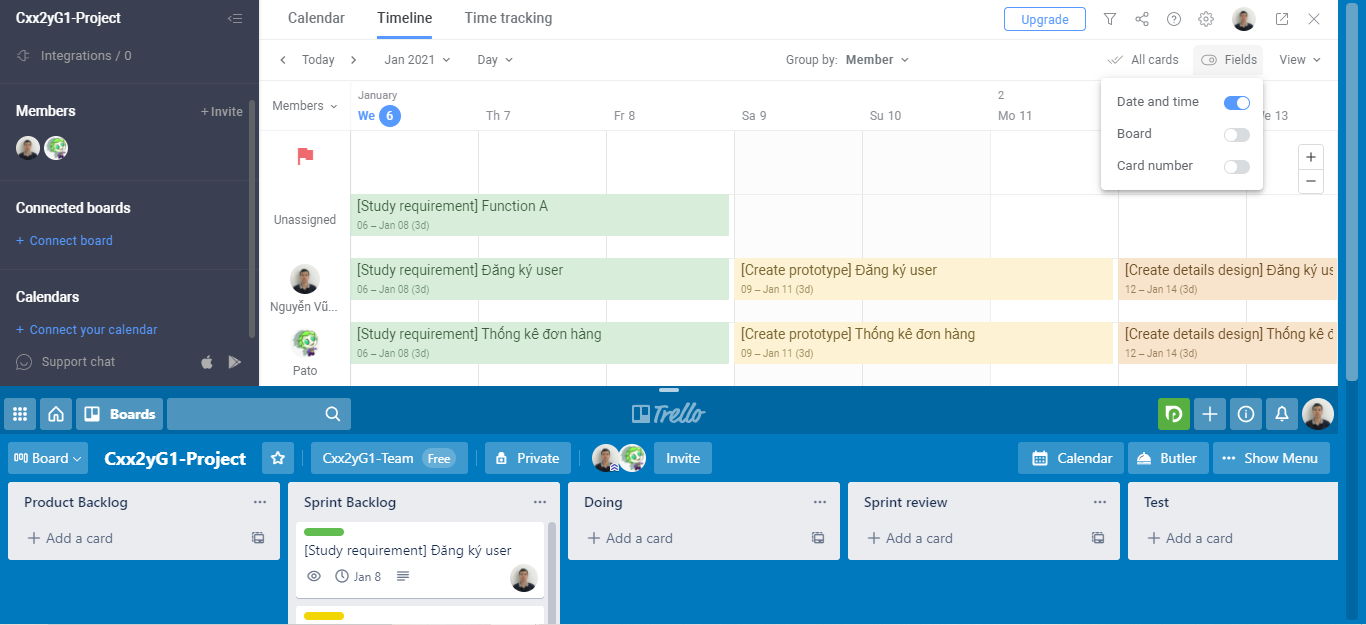 Cxx2yG1-Project
Integrations / 0
Members
+ Invite
Connected boards
+ Connect board
Calendars
+ Connect your calendar
Support chat
Calendar Timeline Time tracking
Upgrade
Today Jan 2021 Day
Group by: Member
All cards Fields View
Members
January 2
We 6 Th 7 Fr 8 Sa 9 Su 10 Mo 11 We 13
Date and time
Board
Card number
+
−
Unassigned
[Study requirement] Function A
06 – Jan 08 (3d)
Nguyễn Vũ...
[Study requirement] Đăng ký user
06 – Jan 08 (3d)
[Create prototype] Đăng ký user
09 – Jan 11 (3d)
[Create details design] Đăng ký us
12 – Jan 14 (3d)
Pato
[Study requirement] Thống kê đơn hàng
06 – Jan 08 (3d)
[Create prototype] Thống kê đơn hàng
09 – Jan 11 (3d)
[Create details design] Thống kê đ
12 – Jan 14 (3d)
Boards
Trello
Board
Cxx2yG1-Project
Cxx2yG1-Team Free
Private
Invite
Calendar
Butler
Show Menu
Product Backlog
+ Add a card
Sprint Backlog
[Study requirement] Đăng ký user
Jan 8
Doing
+ Add a card
Sprint review
+ Add a card
Test
+ Add a card